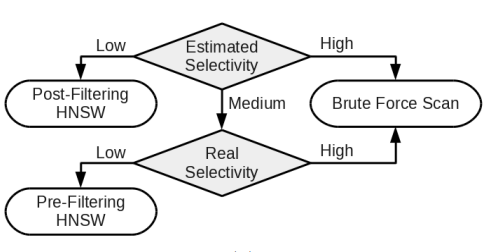 Low
Estimated
Selectivity
High
Post-Filtering
HNSW
Medium
Brute Force Scan
Low
Real
Selectivity
High
Pre-Filtering
HNSW